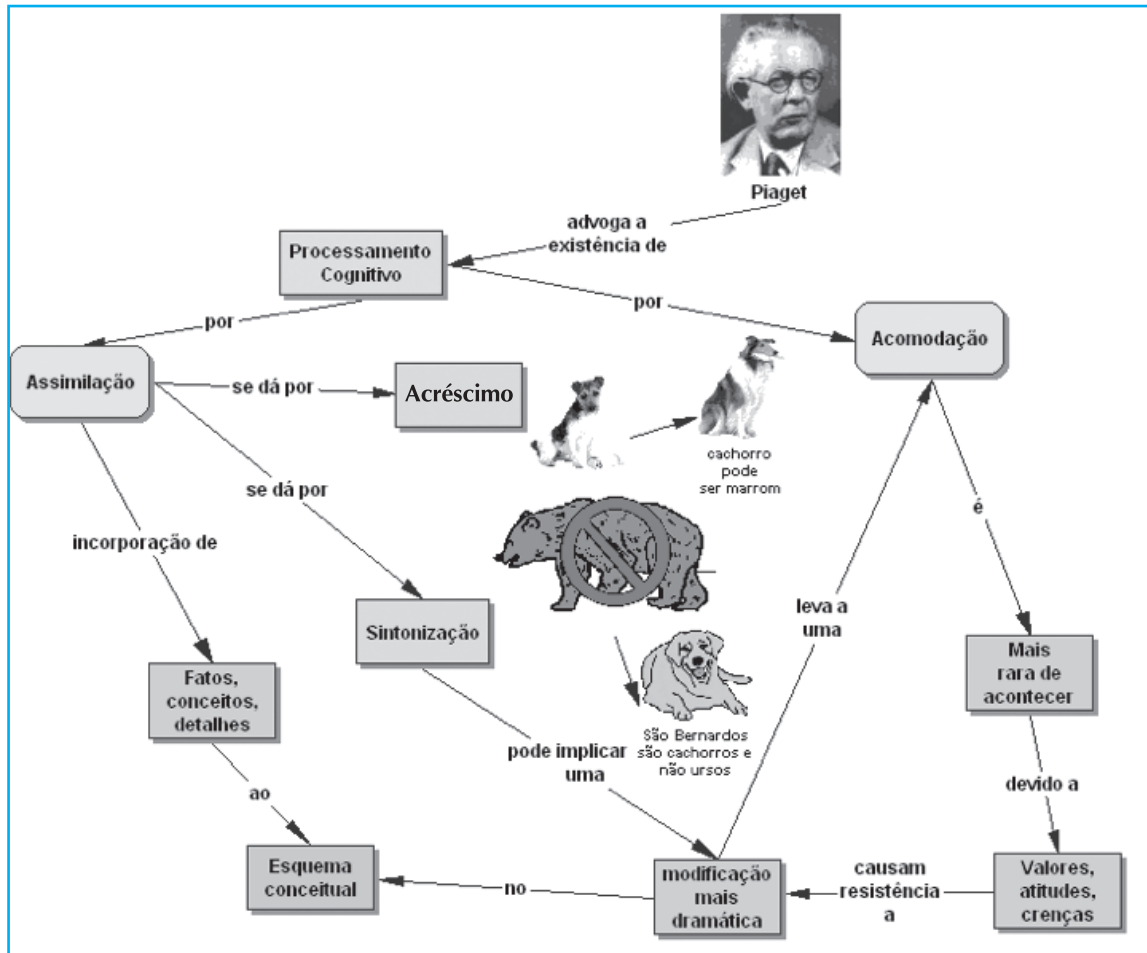 Piaget
advoga a
existência de
Processamento
Cognitivo
por
por
Acomodação
Assimilação
se dá por
Acréscimo
cachorro
pode
ser marrom
se dá por
é
incorporação de
leva a
uma
Sintonização
Mais
rara de
acontecer
Fatos,
conceitos,
detalhes
São Bernardos
são cachorros e
não ursos
pode implicar
uma
devido a
ao
Esquema
conceitual
no
modificação
mais
dramática
causam
resistência
a
Valores,
atitudes,
crenças